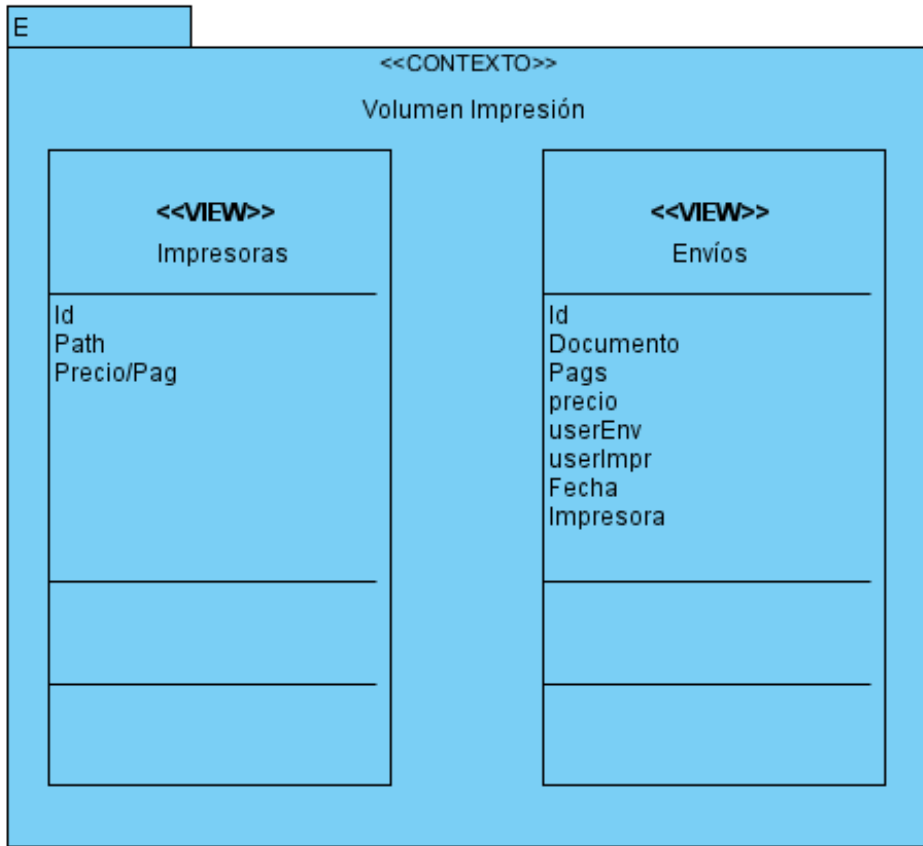 E
<<CONTEXTO>>
Volumen Impresión
<<VIEW>>
Impresoras
Id
Path
Precio/Pag
<<VIEW>>
Envíos
Id
Documento
Pags
precio
userEnv
userImpr
Fecha
Impresora